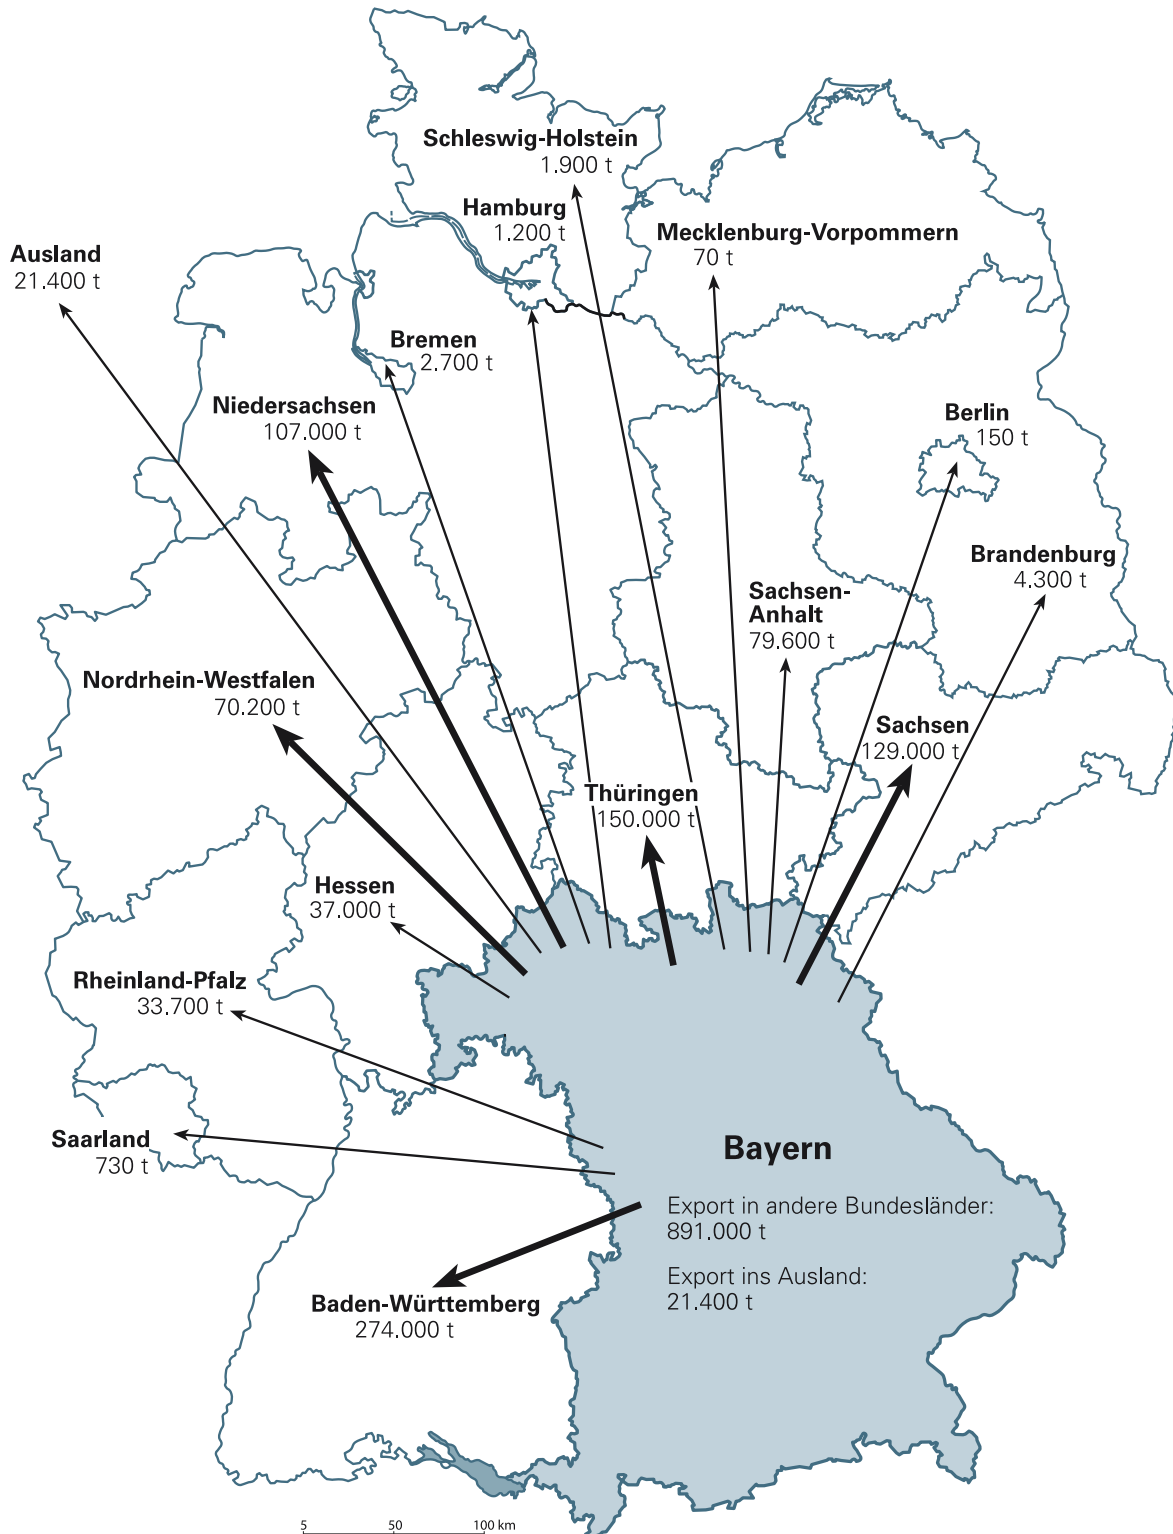 Schleswig-Holstein
1.900 t
Hamburg
1.200 t
Mecklenburg-Vorpommern
70 t
Ausland
21.400 t
Bremen
2.700 t
Niedersachsen
107.000 t
Berlin
150 t
Brandenburg
4.300 t
Sachsen-
Anhalt
79.600 t
Nordrhein-Westfalen
70.200 t
Sachsen
129.000 t
Thüringen
150.000 t
Hessen
37.000 t
Rheinland-Pfalz
33.700 t
Saarland
730 t
Bayern
Export in andere Bundesländer:
891.000 t
Export ins Ausland:
21.400 t
Baden-Württemberg
274.000 t
5 50 100 km